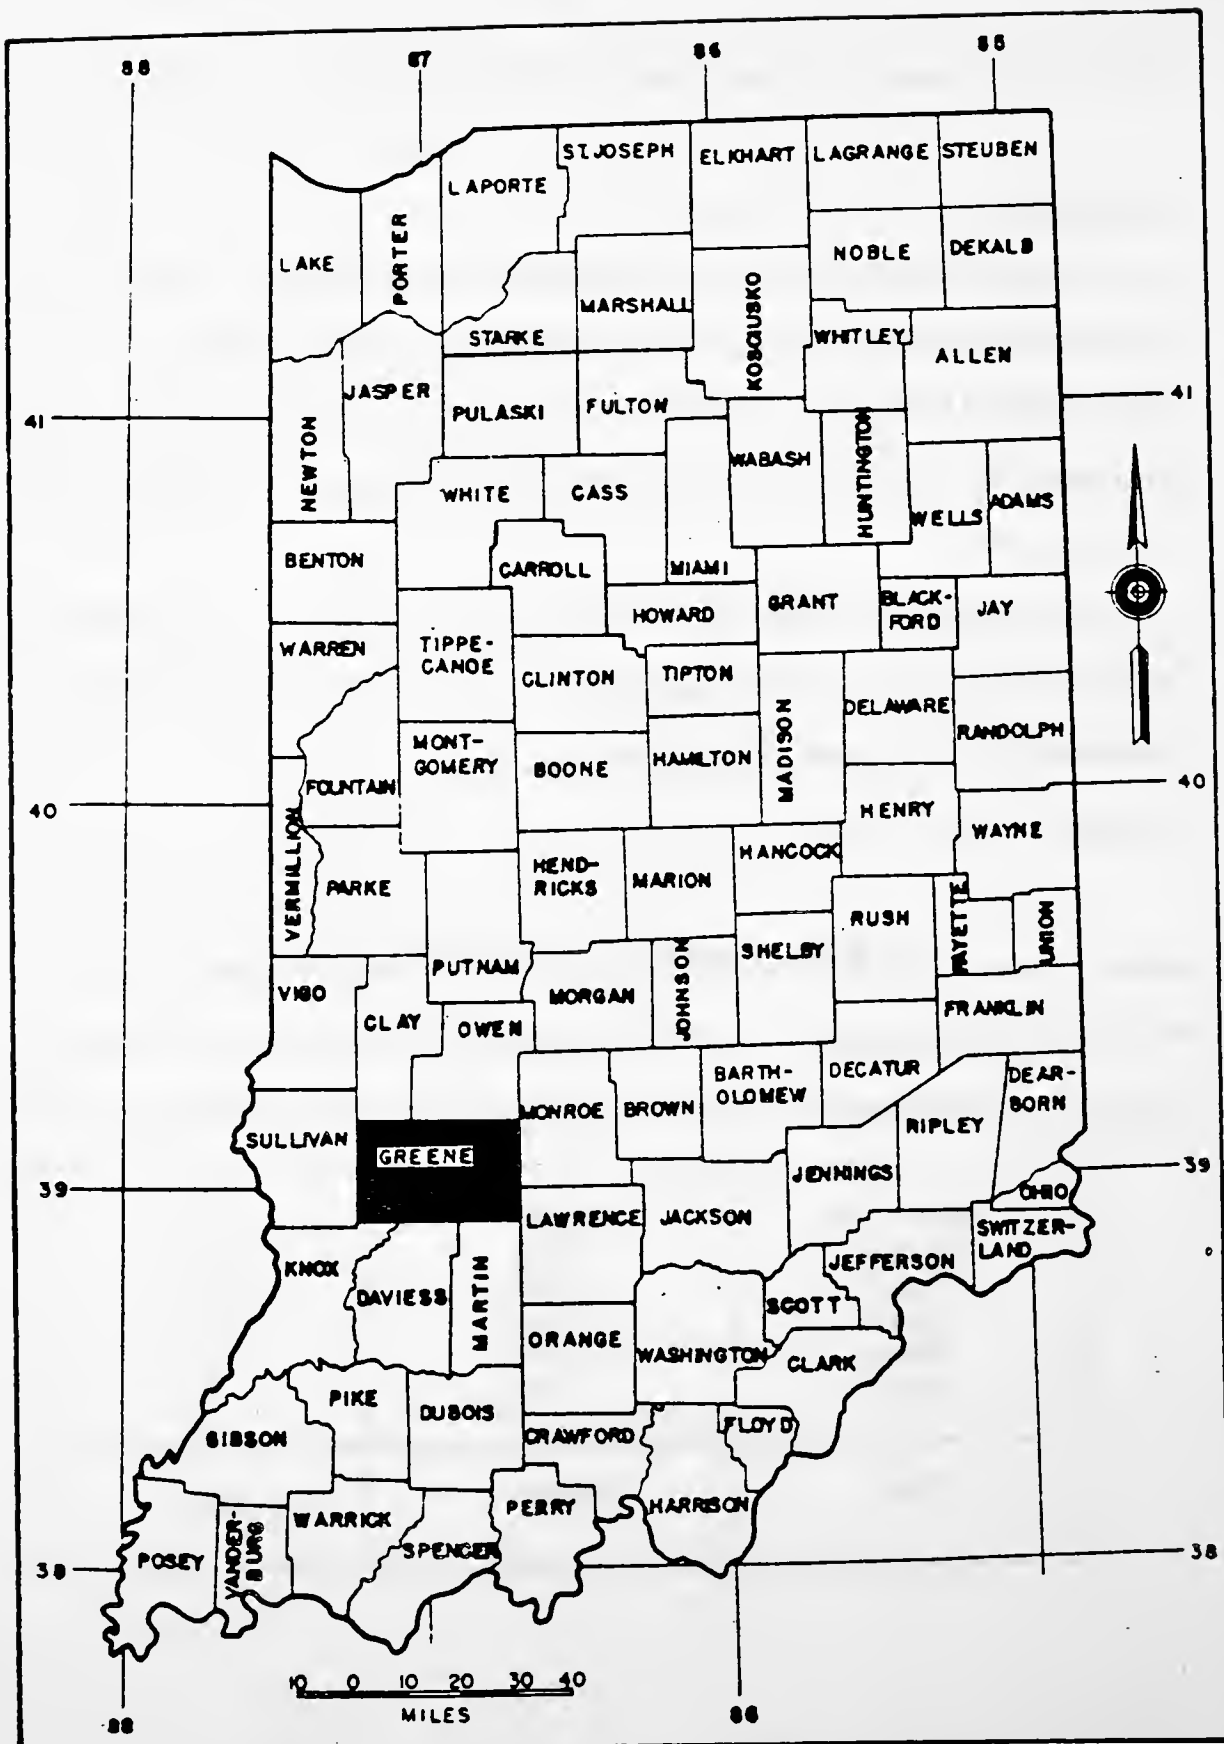 88 87 86 85
ST. JOSEPH ELKHART LAGRANGE STEUBEN
LAPORTE
LAKE PORTER NOBLE DEKALB
MARSHALL KOSCIUSKO
STARKE WHITLEY ALLEN
JASPER
41 PULASKI FULTON 41
NEWTON WABASH HUNTINGTON
WHITE CASS WELLS ADAMS
BENTON CARROLL MIAMI
HOWARD GRANT BLACK-
FORD JAY
WARREN TIPPE-
CANOE CLINTON TIPTON
DELAWARE
MADISON RANDOLPH
MONT-
GOMERY BOONE HAMILTON
FOUNTAIN
40 HENRY 40
VERMILLION WAYNE
HANCOCK
PARKE HEND-
RICKS MARION
RUSH FAYETTE UNION
PUTNAM SHELBY
VIGO MORGAN JOHNSON
CLAY OWEN FRANKLIN
BARTH-
OLOMEW DECATUR DEAR-
BORN
MONROE BROWN
SULLIVAN RIPLEY
GREENE JENNINGS
39 39
OHIO
LAWRENCE JACKSON
SWITZER-
LAND
KNOX JEFFERSON
DAVIESS MARTIN SCOTT
ORANGE WASHINGTON CLARK
PIKE DUBOIS
GIBSON CRAWFORD FLOYD
WARRICK PERRY HARRISON
POSEY VANDER-
BURG SPENCER
38 38
10 0 10 20 30 40
MILES
88 86